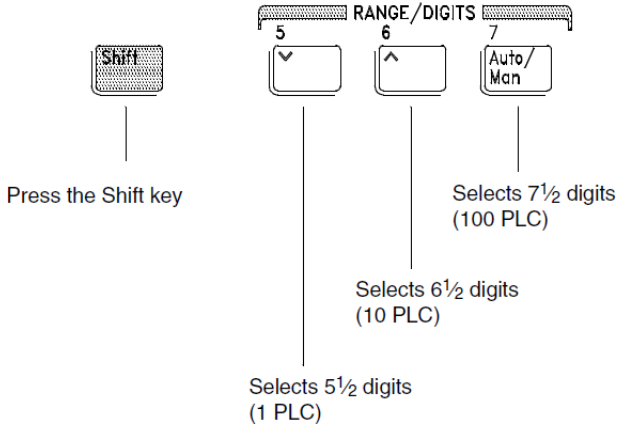 RANGE/DIGITS
5 6 7
Shift
Auto/
Man
Press the Shift key
Selects 7½ digits
(100 PLC)
Selects 6½ digits
(10 PLC)
Selects 5½ digits
(1 PLC)